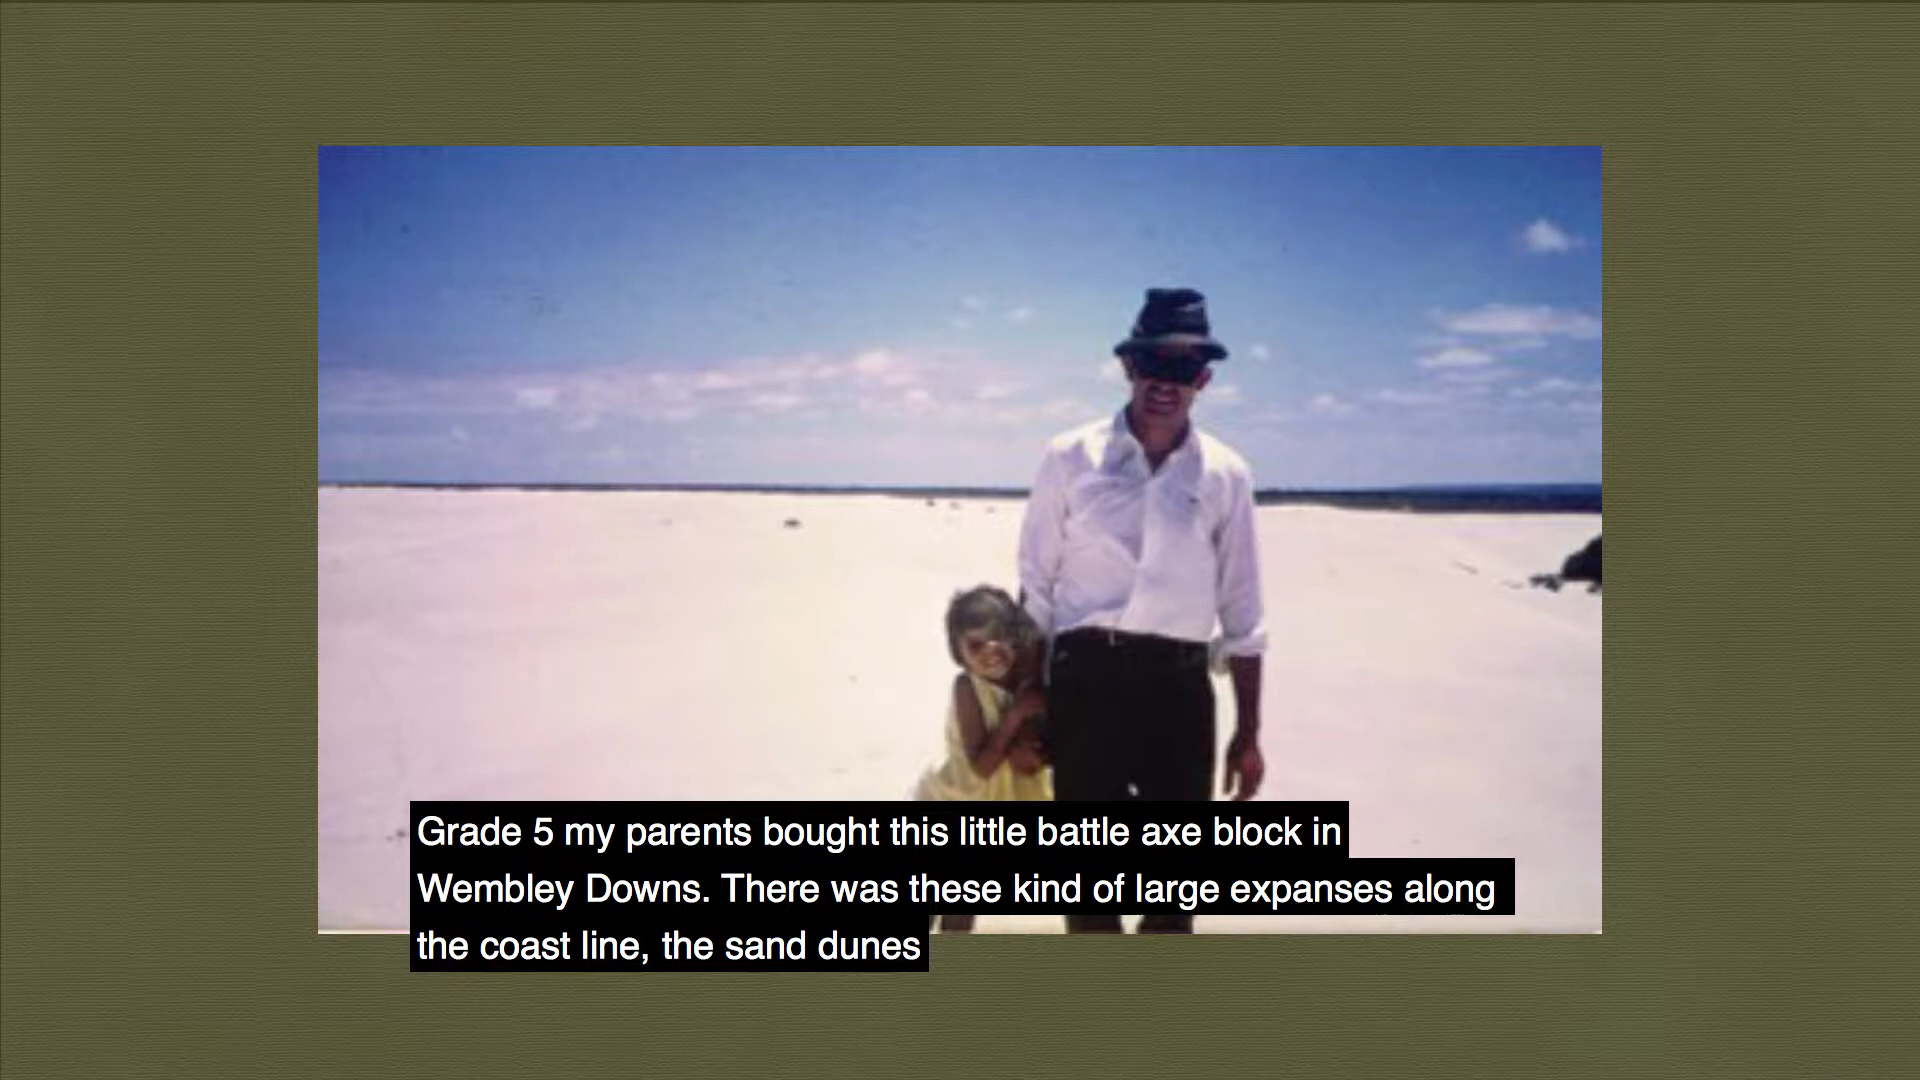 Grade 5 my parents bought this little battle axe block in
Wembley Downs. There was these kind of large expanses along
the coast line, the sand dunes